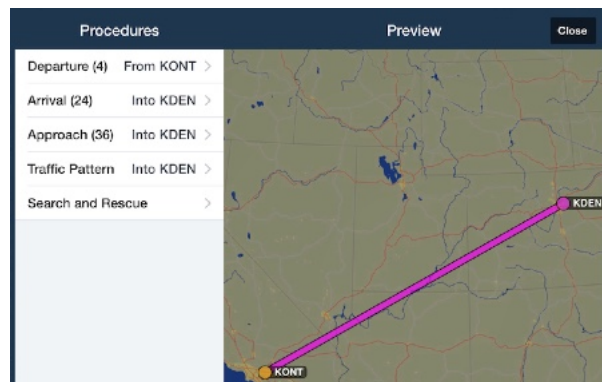 Procedures
Preview
Close
Departure (4) From KONT >
Arrival (24) Into KDEN >
Approach (36) Into KDEN >
Traffic Pattern Into KDEN >
Search and Rescue >
KDEN
KONT